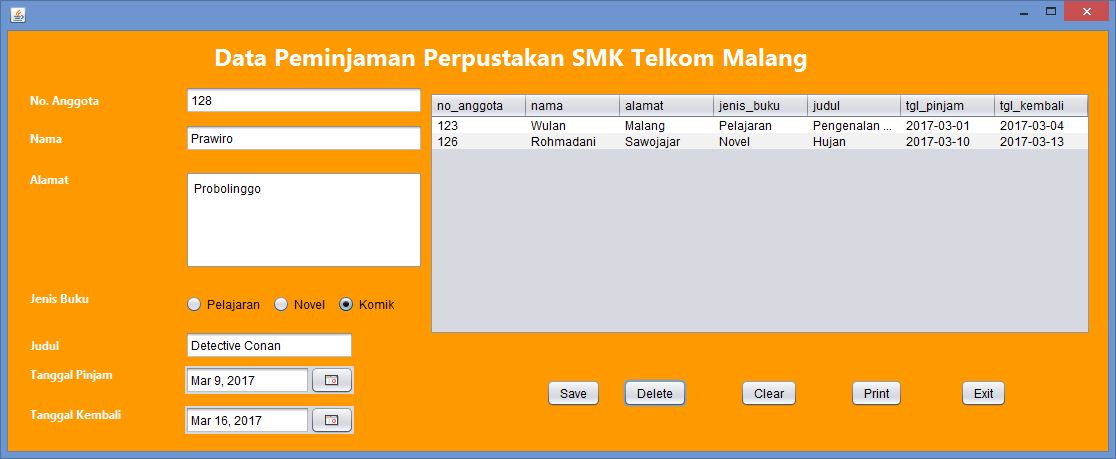 Data Peminjaman Perpustakan SMK Telkom Malang
No. Anggota 128
Nama Prawiro
Alamat Probolinggo
Jenis Buku Pelajaran Novel Komik
Judul Detective Conan
Tanggal Pinjam Mar 9, 2017
Tanggal Kembali Mar 16, 2017
no_anggota nama alamat jenis_buku judul tgl_pinjam tgl_kembali
123 Wulan Malang Pelajaran Pengenalan ... 2017-03-01 2017-03-04
126 Rohmadani Sawojajar Novel Hujan 2017-03-10 2017-03-13
Save Delete Clear Print Exit